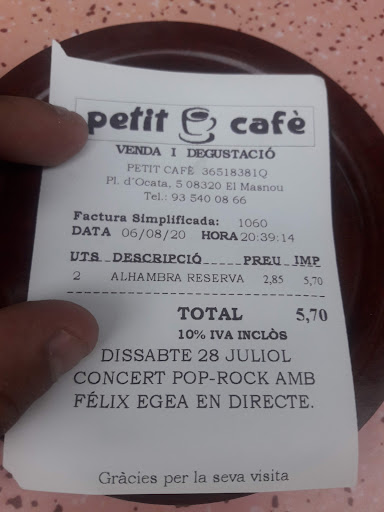 petit cafè
VENDA I DEGUSTACIÓ
PETIT CAFÈ 36518381Q
Pl. d'Ocata, 5 08320 El Masnou
Tel.: 93 540 08 66
Factura Simplificada: 1060
DATA 06/08/20 HORA 20:39:14
UTS DESCRIPCIÓ PREU IMP
2 ALHAMBRA RESERVA 2,85 5,70
TOTAL 5,70
10% IVA INCLÒS
DISSABTE 28 JULIOL
CONCERT POP-ROCK AMB
FÉLIX EGEA EN DIRECTE.
Gràcies per la seva visita